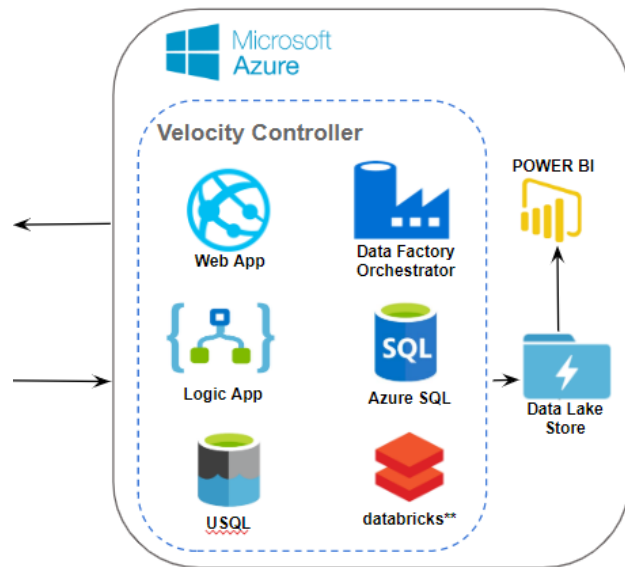 Microsoft
Azure
Velocity Controller
POWER BI
Web App
Data Factory
Orchestrator
SQL
Logic App
Azure SQL
Data Lake
Store
USQL
databricks**